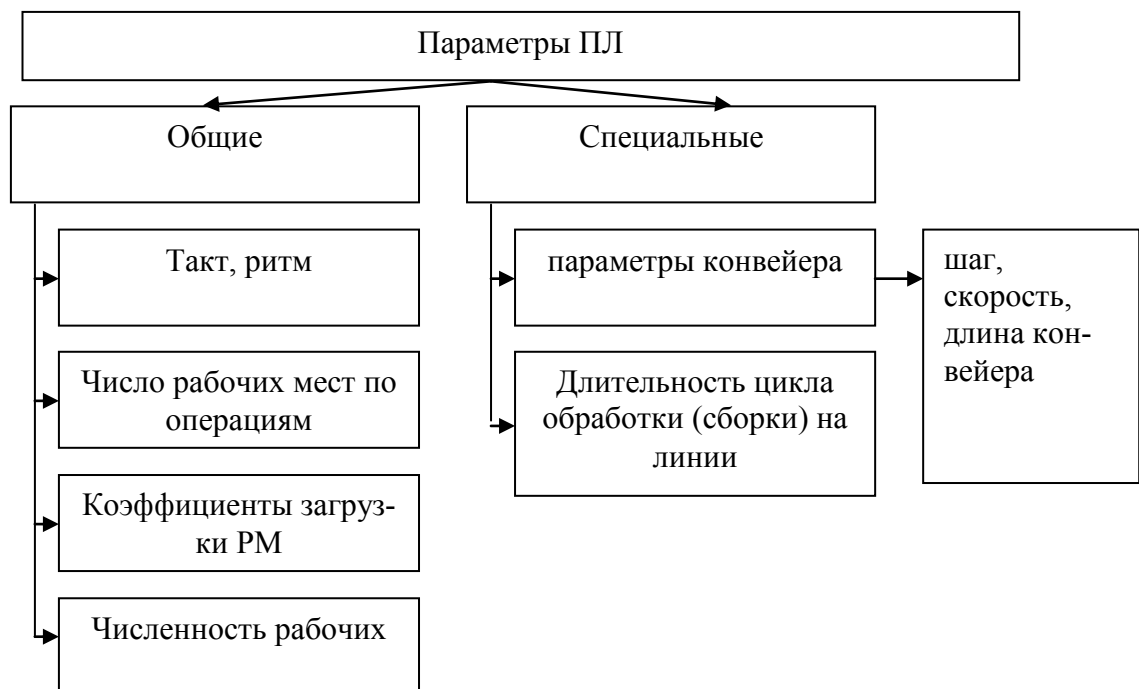 Параметры ПЛ
Общие
Специальные
Такт, ритм
параметры конвейера
шаг,
скорость,
длина кон-
вейера
Число рабочих мест по
операциям
Длительность цикла
обработки (сборки) на
линии
Коэффициенты загруз-
ки РМ
Численность рабочих